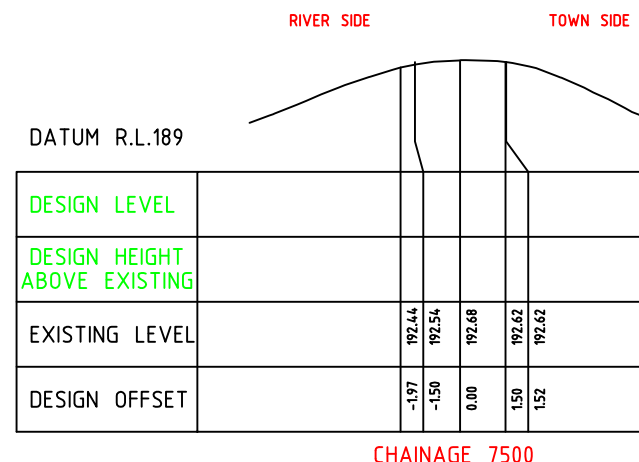 RIVER SIDE
TOWN SIDE
DATUM R.L.189
DESIGN LEVEL
DESIGN HEIGHT
ABOVE EXISTING
EXISTING LEVEL
192.44
192.54
192.68
192.62
192.62
DESIGN OFFSET
-1.97
-1.50
0.00
1.50
1.52
CHAINAGE 7500